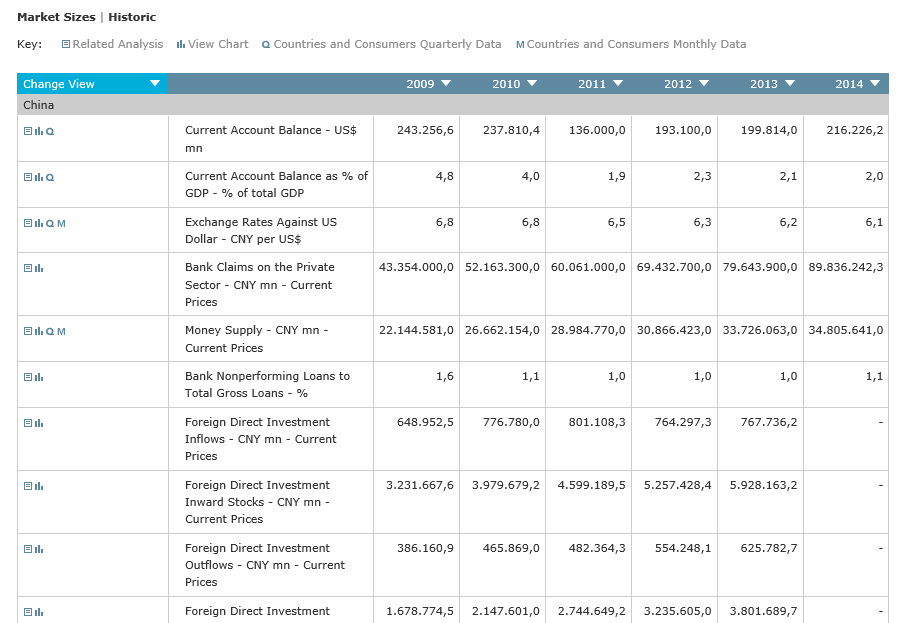 Market Sizes | Historic
Key: Related Analysis View Chart Q Countries and Consumers Quarterly Data M Countries and Consumers Monthly Data
Change View 2009 2010 2011 2012 2013 2014
China
Q Current Account Balance - US$ 243.256,6 237.810,4 136.000,0 193.100,0 199.814,0 216.226,2
mn
Q Current Account Balance as % of 4,8 4,0 1,9 2,3 2,1 2,0
GDP - % of total GDP
Q M Exchange Rates Against US 6,8 6,8 6,5 6,3 6,2 6,1
Dollar - CNY per US$
Bank Claims on the Private 43.354.000,0 52.163.300,0 60.061.000,0 69.432.700,0 79.643.900,0 89.836.242,3
Sector - CNY mn - Current
Prices
Q M Money Supply - CNY mn - 22.144.581,0 26.662.154,0 28.984.770,0 30.866.423,0 33.726.063,0 34.805.641,0
Current Prices
Bank Nonperforming Loans to 1,6 1,1 1,0 1,0 1,0 1,1
Total Gross Loans - %
Foreign Direct Investment 648.952,5 776.780,0 801.108,3 764.297,3 767.736,2 -
Inflows - CNY mn - Current
Prices
Foreign Direct Investment 3.231.667,6 3.979.679,2 4.599.189,5 5.257.428,4 5.928.163,2 -
Inward Stocks - CNY mn -
Current Prices
Foreign Direct Investment 386.160,9 465.869,0 482.364,3 554.248,1 625.782,7 -
Outflows - CNY mn - Current
Prices
Foreign Direct Investment 1.678.774,5 2.147.601,0 2.744.649,2 3.235.605,0 3.801.689,7 -